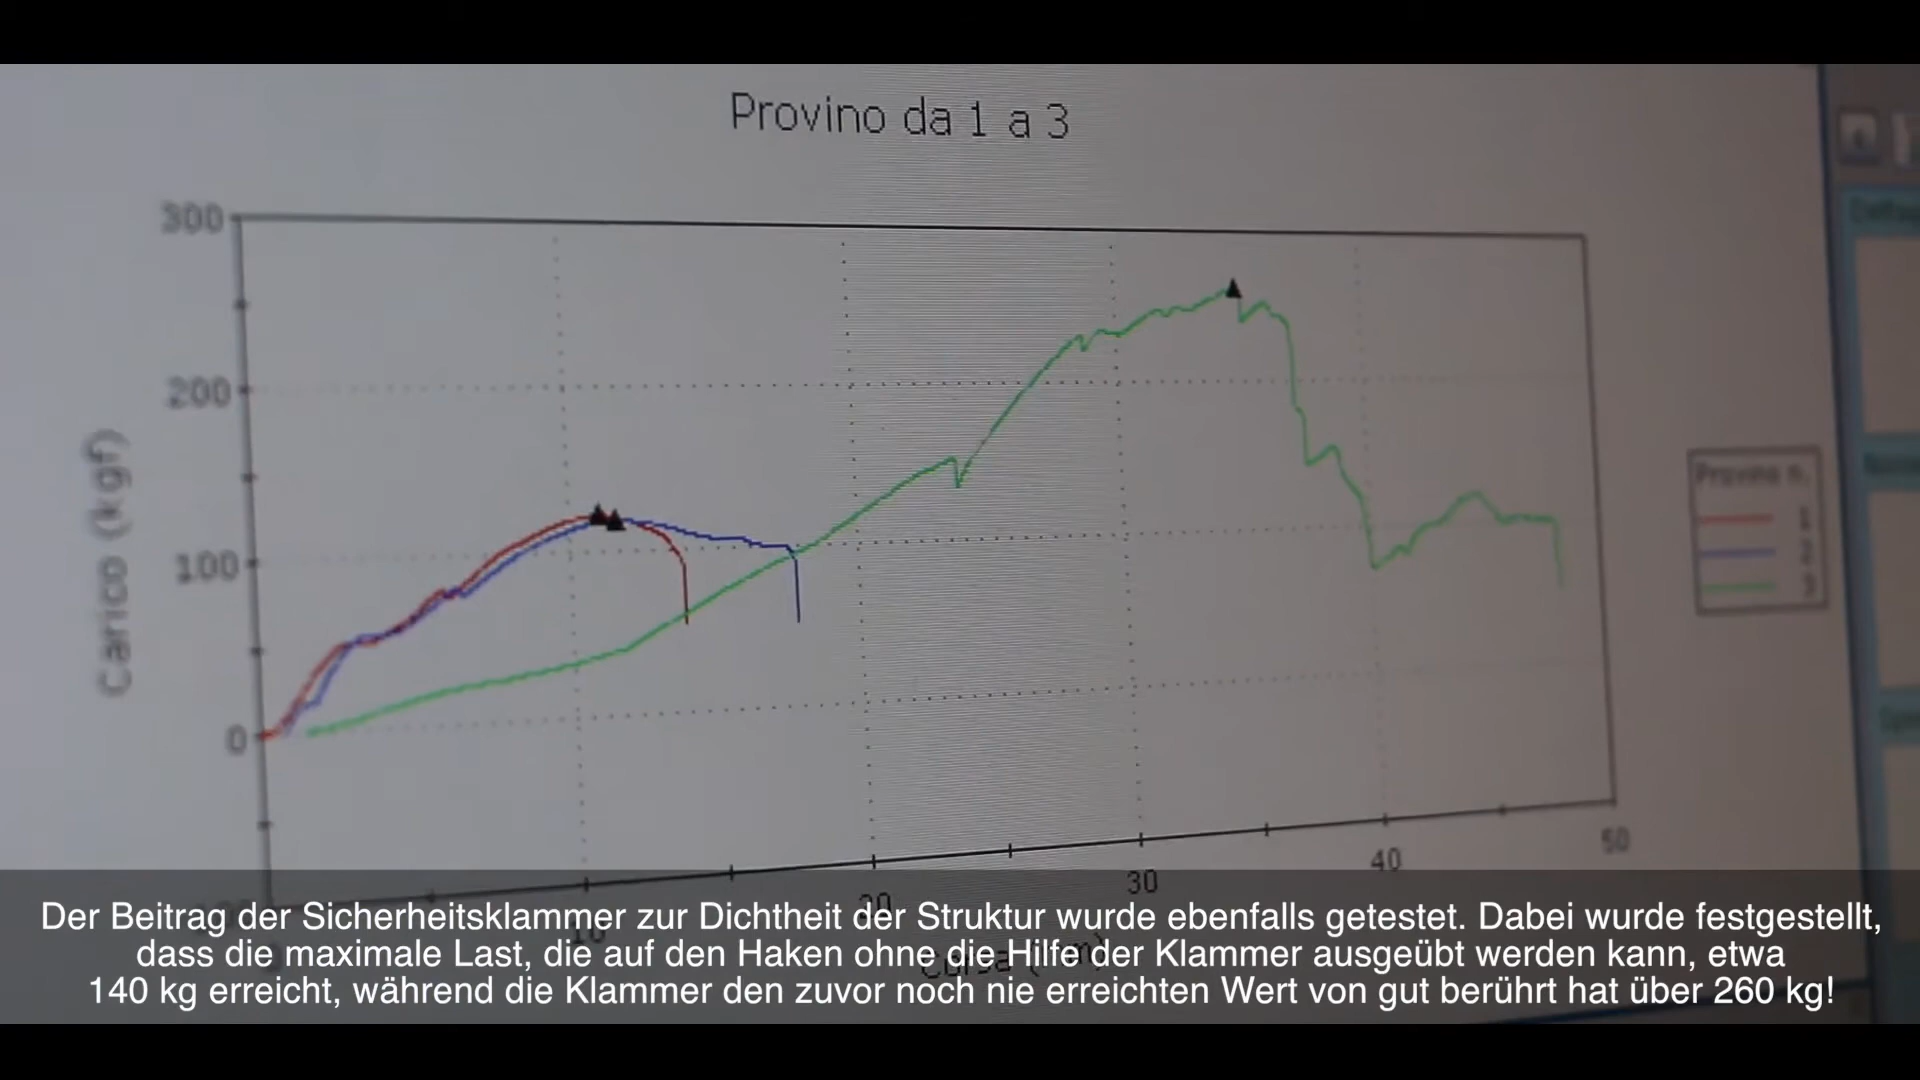 Provino da 1 a 3
300
200
100
0
Carico (kgf)
10
20
30
40
50
Provino n.
Der Beitrag der Sicherheitsklammer zur Dichtheit der Struktur wurde ebenfalls getestet. Dabei wurde festgestellt,
dass die maximale Last, die auf den Haken ohne die Hilfe der Klammer ausgeübt werden kann, etwa
140 kg erreicht, während die Klammer den zuvor noch nie erreichten Wert von gut berührt hat über 260 kg!